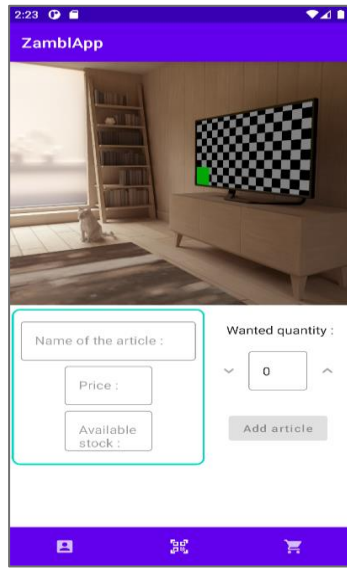 2:23
ZamblApp
Name of the article :
Wanted quantity :
0
Price :
Available
stock :
Add article